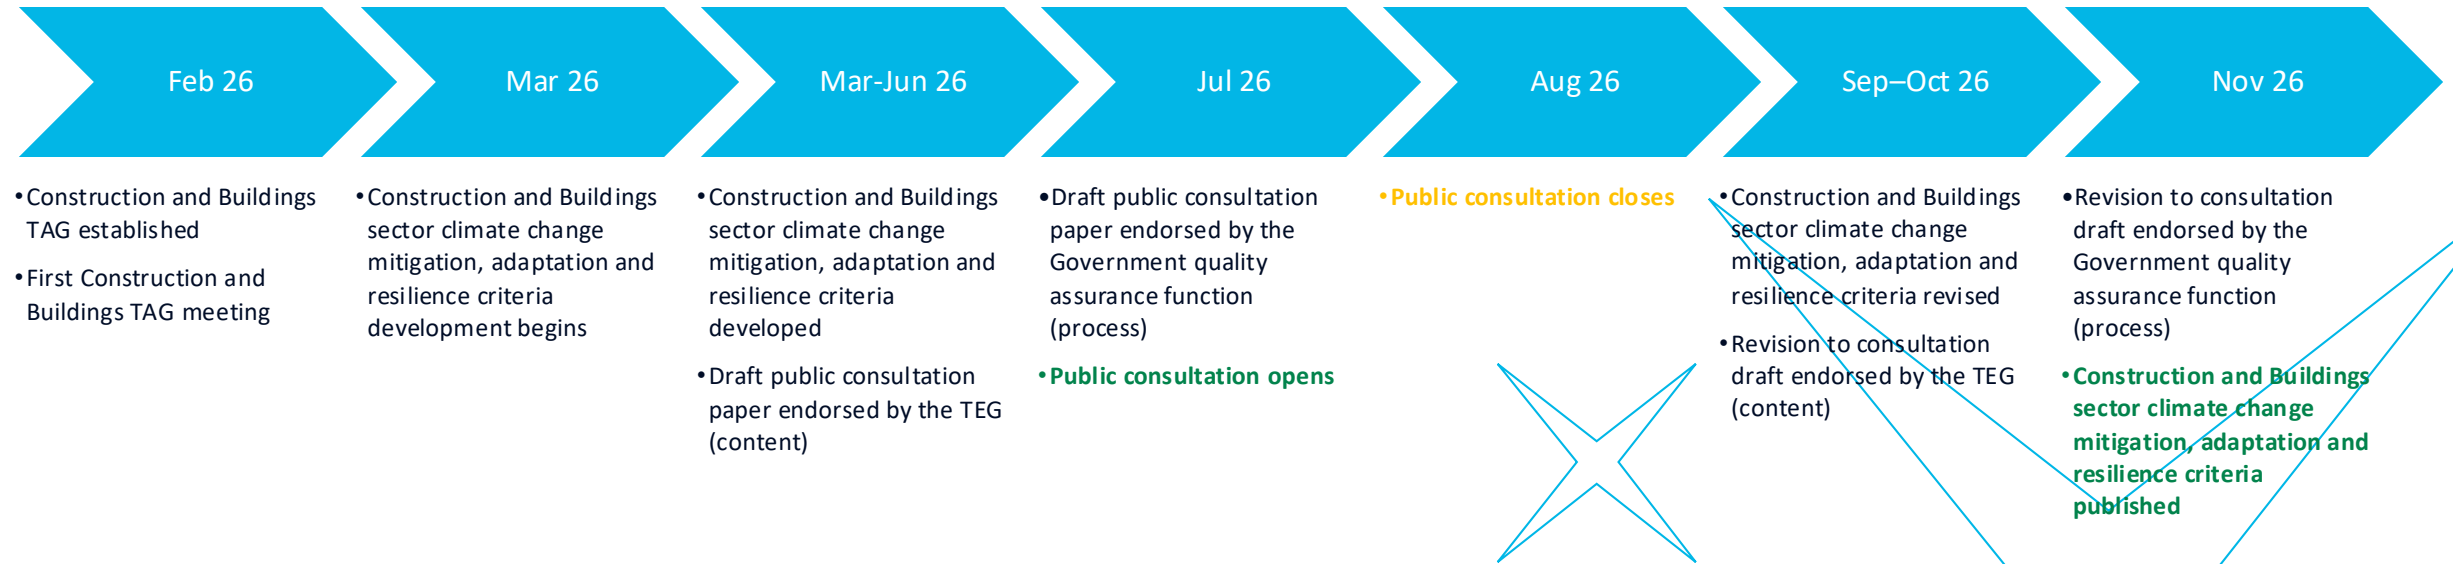 Feb 26
Mar 26
Mar-Jun 26
Jul 26
Aug 26
Sep–Oct 26
Nov 26
•Construction and Buildings
TAG established
•First Construction and
Buildings TAG meeting
•Construction and Buildings
sector climate change
mitigation, adaptation and
resilience criteria
development begins
•Construction and Buildings
sector climate change
mitigation, adaptation and
resilience criteria
developed
•Draft public consultation
paper endorsed by the TEG
(content)
•Draft public consultation
paper endorsed by the
Government quality
assurance function
(process)
•Public consultation opens
•Public consultation closes
•Construction and Buildings
sector climate change
mitigation, adaptation and
resilience criteria revised
•Revision to consultation
draft endorsed by the TEG
(content)
•Revision to consultation
draft endorsed by the
Government quality
assurance function
(process)
•Construction and Buildings
sector climate change
mitigation, adaptation and
resilience criteria
published